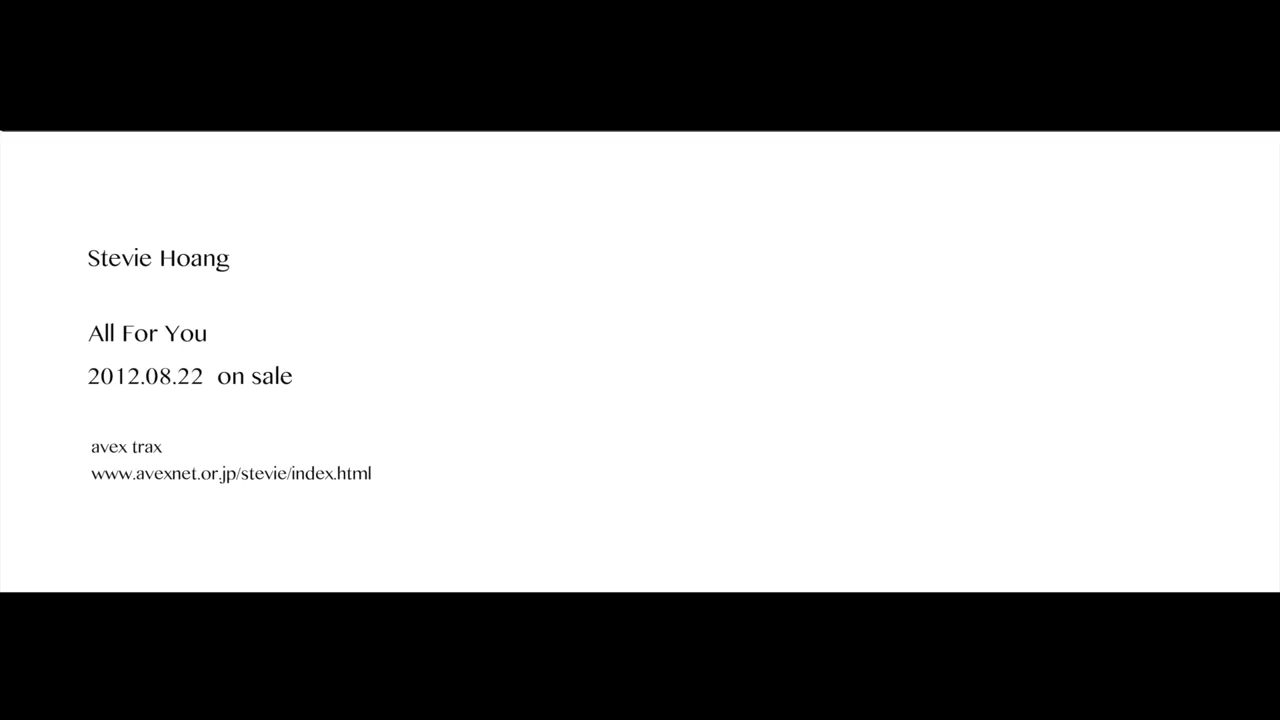 Stevie Hoang
All For You
2012.08.22 on sale
avex trax
www.avexnet.or.jp/stevie/index.html